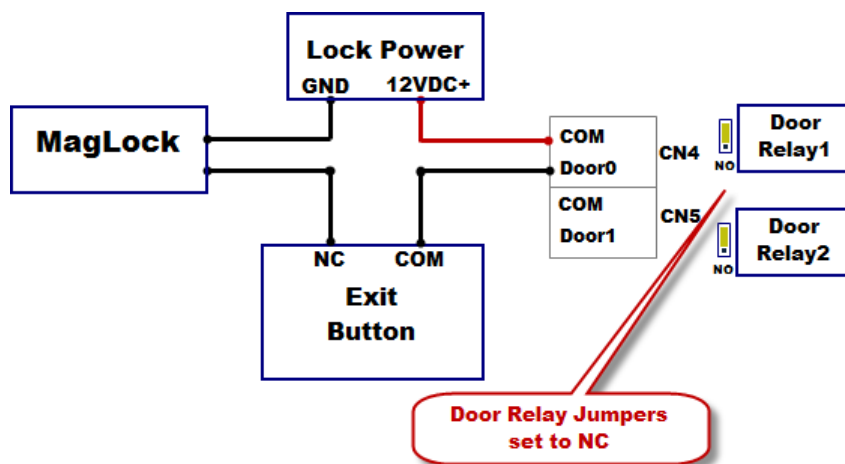 Lock Power
GND 12VDC+
MagLock
COM
Door0
CN4
COM
Door1
CN5
Door
Relay1
NO
Door
Relay2
NO
NC COM
Exit
Button
Door Relay Jumpers
set to NC